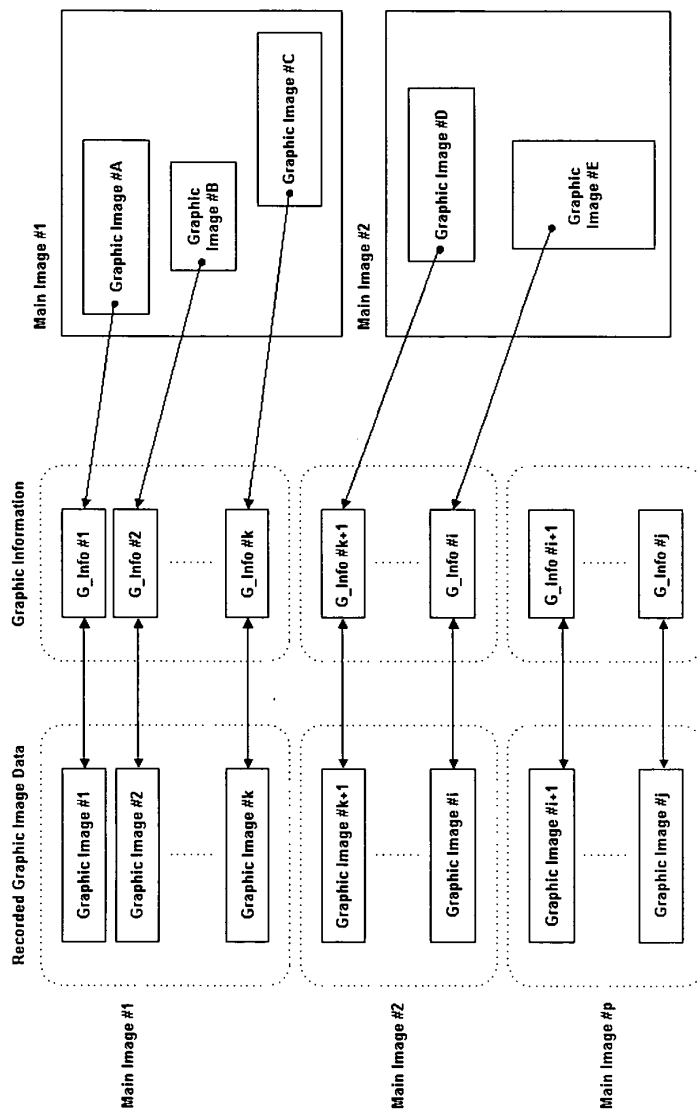 Recorded Graphic Image Data
Graphic Information
Main Image #1
Graphic Image #1
Graphic Image #2
........
Graphic Image #k
G_Info #1
G_Info #2
........
G_Info #k
Main Image #1
Graphic Image #A
Graphic
Image #B
Graphic Image #C
Main Image #2
Graphic Image #k+1
........
Graphic Image #i
G_Info #k+1
........
G_Info #i
Main Image #2
Graphic Image #D
Graphic
Image #E
Main Image #p
Graphic Image #i+1
........
Graphic Image #j
G_Info #i+1
........
G_Info #j